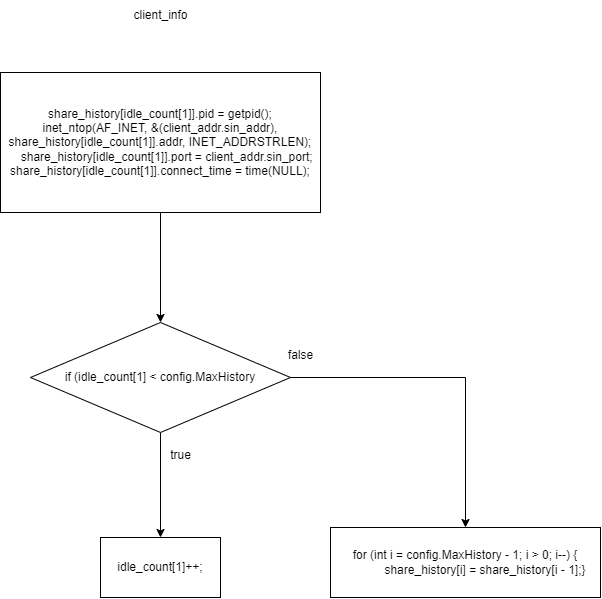 client_info
share_history[idle_count[1]].pid = getpid();
inet_ntop(AF_INET, &(client_addr.sin_addr),
share_history[idle_count[1]].addr, INET_ADDRSTRLEN);
share_history[idle_count[1]].port = client_addr.sin_port;
share_history[idle_count[1]].connect_time = time(NULL);
if (idle_count[1] < config.MaxHistory
false
true
idle_count[1]++;
for (int i = config.MaxHistory - 1; i > 0; i--) {
share_history[i] = share_history[i - 1];}